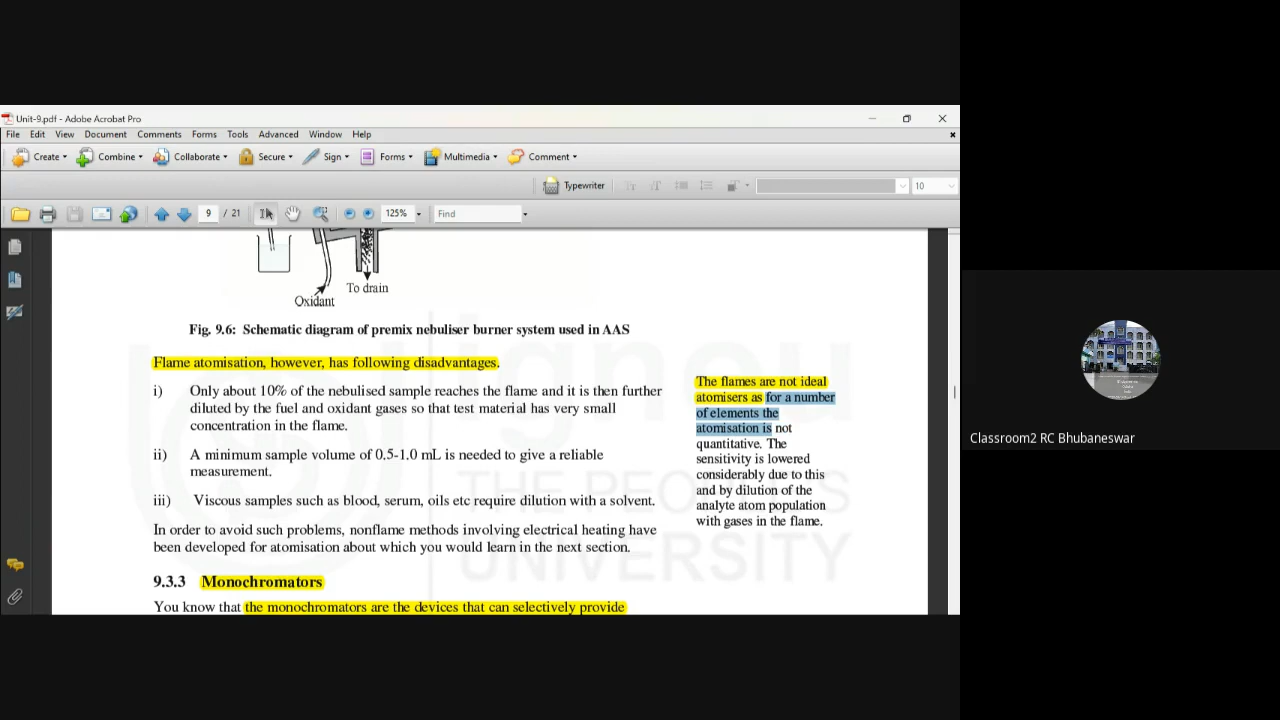 Unit-9.pdf - Adobe Acrobat Pro
File Edit View Document Comments Forms Tools Advanced Window Help
Create Combine Collaborate Secure Sign Forms Multimedia Comment
Typewriter 10
9 / 21 125% Find
To drain
Oxidant
Fig. 9.6: Schematic diagram of premix nebuliser burner system used in AAS
Flame atomisation, however, has following disadvantages.
i) Only about 10% of the nebulised sample reaches the flame and it is then further
diluted by the fuel and oxidant gases so that test material has very small
concentration in the flame.
ii) A minimum sample volume of 0.5-1.0 mL is needed to give a reliable
measurement.
iii) Viscous samples such as blood, serum, oils etc require dilution with a solvent.
In order to avoid such problems, nonflame methods involving electrical heating have
been developed for atomisation about which you would learn in the next section.
9.3.3 Monochromators
You know that the monochromators are the devices that can selectively provide
The flames are not ideal
atomisers as for a number
of elements the
atomisation is not
quantitative. The
sensitivity is lowered
considerably due to this
and by dilution of the
analyte atom population
with gases in the flame.
ignou
THE PEOPLE'S
UNIVERSITY
Classroom2 RC Bhubaneswar